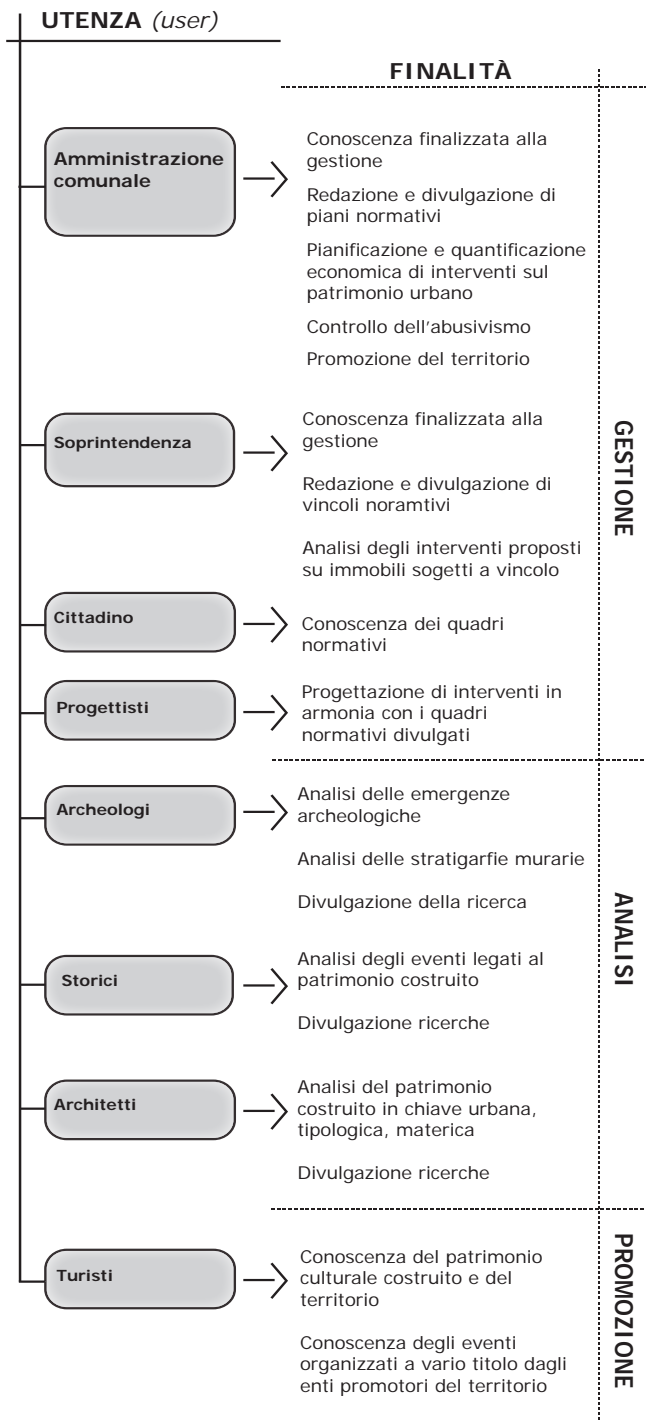 UTENZA (user)
FINALITÀ
Amministrazione
comunale
Conoscenza finalizzata alla
gestione
Redazione e divulgazione di
piani normativi
Pianificazione e quantificazione
economica di interventi sul
patrimonio urbano
Controllo dell'abusivismo
Promozione del territorio
Soprintendenza
Conoscenza finalizzata alla
gestione
Redazione e divulgazione di
vincoli noramtivi
Analisi degli interventi proposti
su immobili sogetti a vincolo
Cittadino
Conoscenza dei quadri
normativi
Progettisti
Progettazione di interventi in
armonia con i quadri
normativi divulgati
GESTIONE
Archeologi
Analisi delle emergenze
archeologiche
Analisi delle stratigarfie murarie
Divulgazione della ricerca
Storici
Analisi degli eventi legati al
patrimonio costruito
Divulgazione ricerche
Architetti
Analisi del patrimonio
costruito in chiave urbana,
tipologica, materica
Divulgazione ricerche
ANALISI
Turisti
Conoscenza del patrimonio
culturale costruito e del
territorio
Conoscenza degli eventi
organizzati a vario titolo dagli
enti promotori del territorio
PROMOZIONE